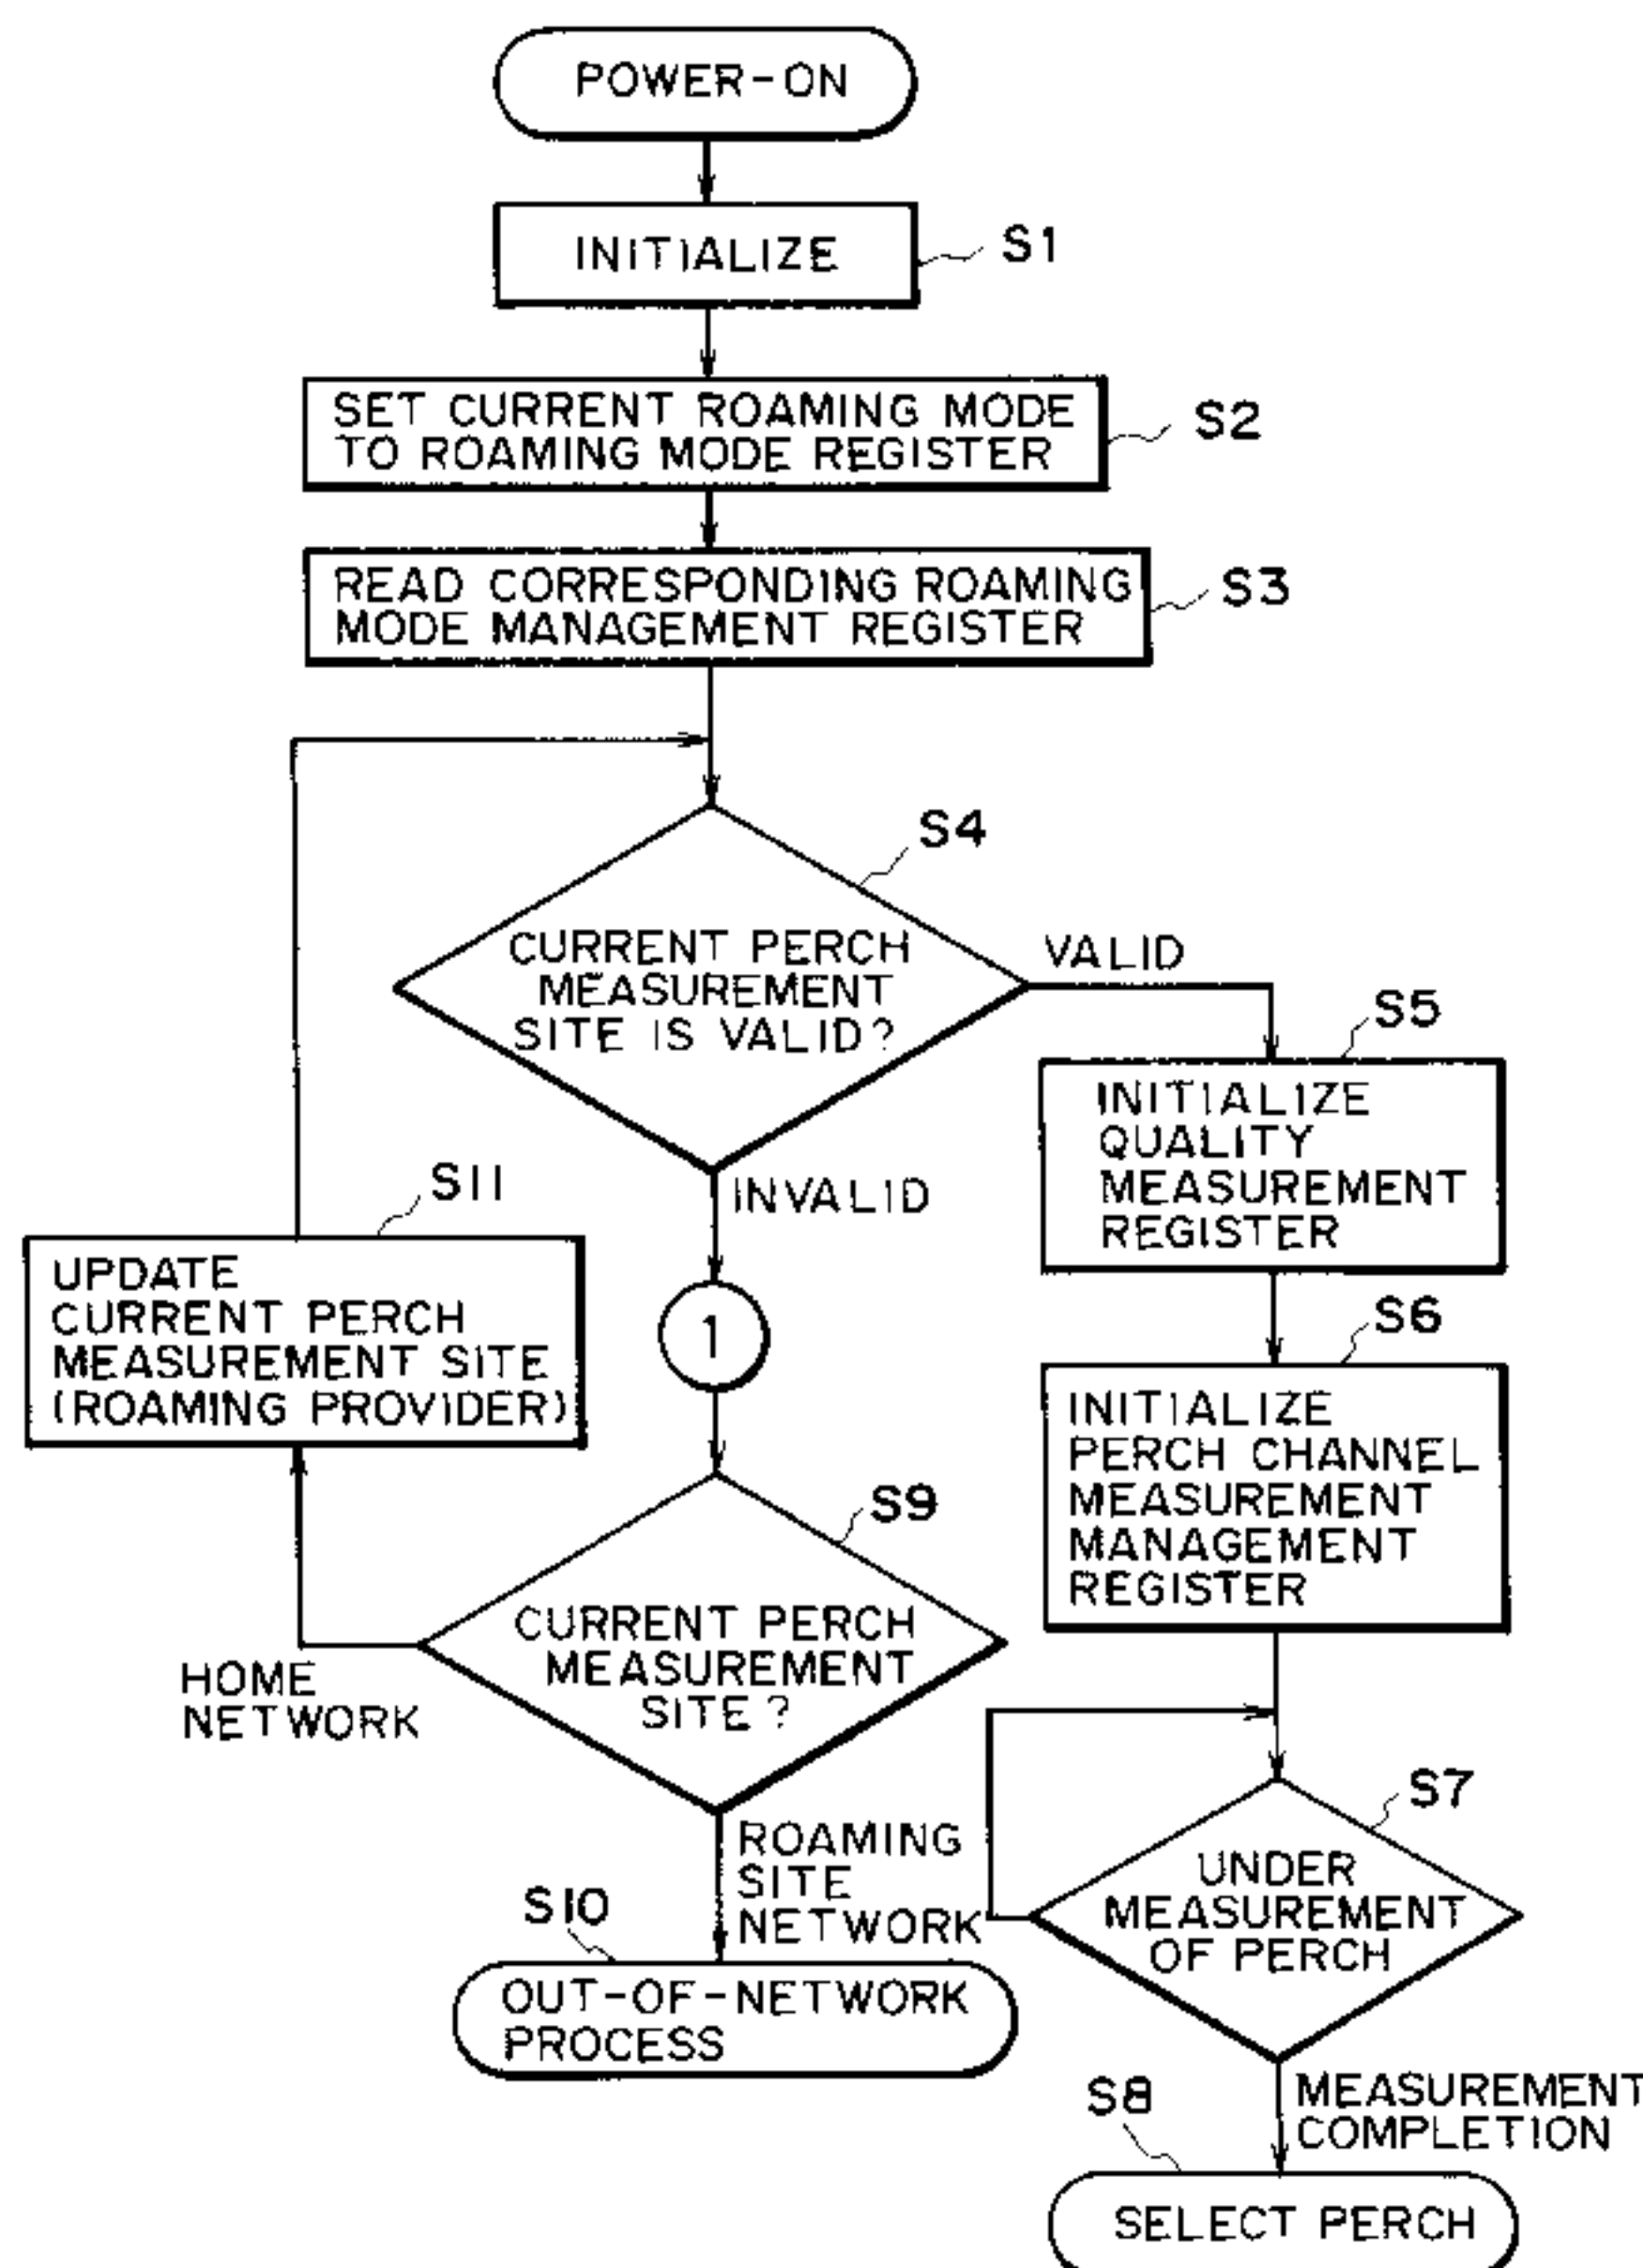 POWER-ON
INITIALIZE
S1
SET CURRENT ROAMING MODE
TO ROAMING MODE REGISTER
S2
READ CORRESPONDING ROAMING
MODE MANAGEMENT REGISTER
S3
S4
CURRENT PERCH
MEASUREMENT
SITE IS VALID?
VALID
INVALID
S5
INITIALIZE
QUALITY
MEASUREMENT
REGISTER
S11
UPDATE
CURRENT PERCH
MEASUREMENT SITE
(ROAMING PROVIDER)
1
S6
INITIALIZE
PERCH CHANNEL
MEASUREMENT
MANAGEMENT
REGISTER
S9
CURRENT PERCH
MEASUREMENT
SITE?
HOME
NETWORK
ROAMING
SITE
NETWORK
S7
UNDER
MEASUREMENT
OF PERCH
S10
OUT-OF-NETWORK
PROCESS
MEASUREMENT
COMPLETION
S8
SELECT PERCH